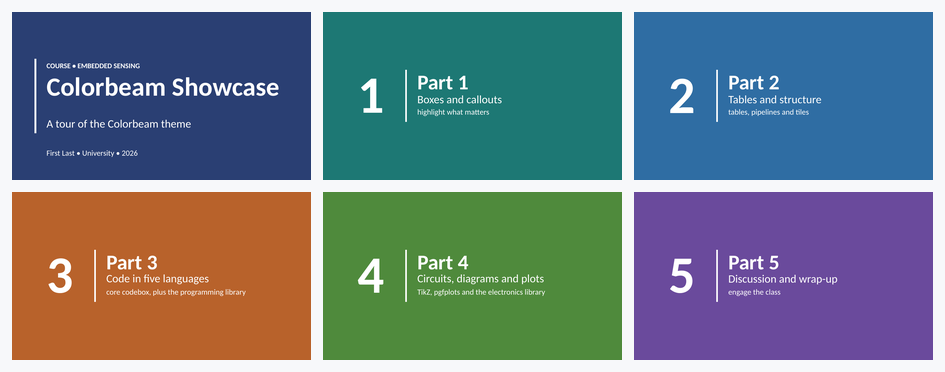 COURSE • EMBEDDED SENSING
Colorbeam Showcase
A tour of the Colorbeam theme
First Last • University • 2026
1
Part 1
Boxes and callouts
highlight what matters
2
Part 2
Tables and structure
tables, pipelines and tiles
3
Part 3
Code in five languages
core codebox, plus the programming library
4
Part 4
Circuits, diagrams and plots
TikZ, pgfplots and the electronics library
5
Part 5
Discussion and wrap-up
engage the class